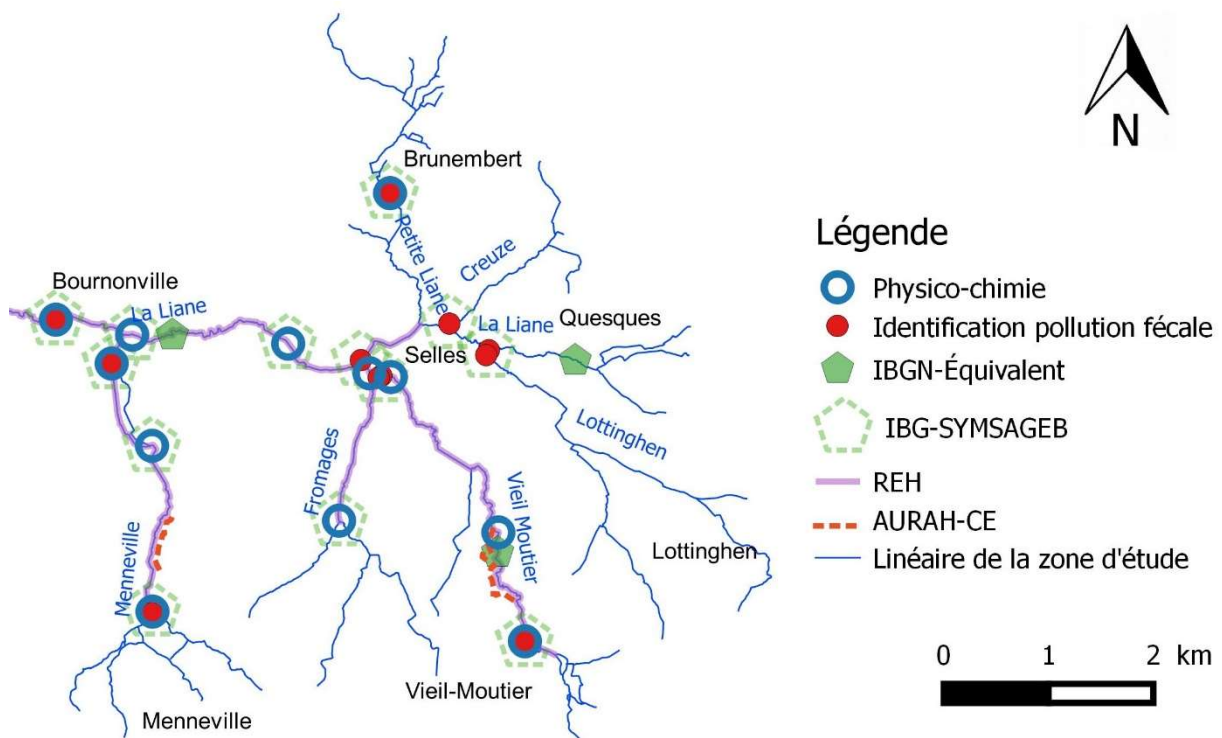 N
Brunembert
Petite Liane
Creuze
Bournonville
La Liane
La Liane
Quesques
Selles
Lottinghen
Fromages
Vieil Moutier
Lottinghen
Menneville
Vieil-Moutier
Menneville
Légende
Physico-chimie
Identification pollution fécale
IBGN-Équivalent
IBG-SYMSAGEB
REH
AURAH-CE
Linéaire de la zone d'étude
0 1 2 km